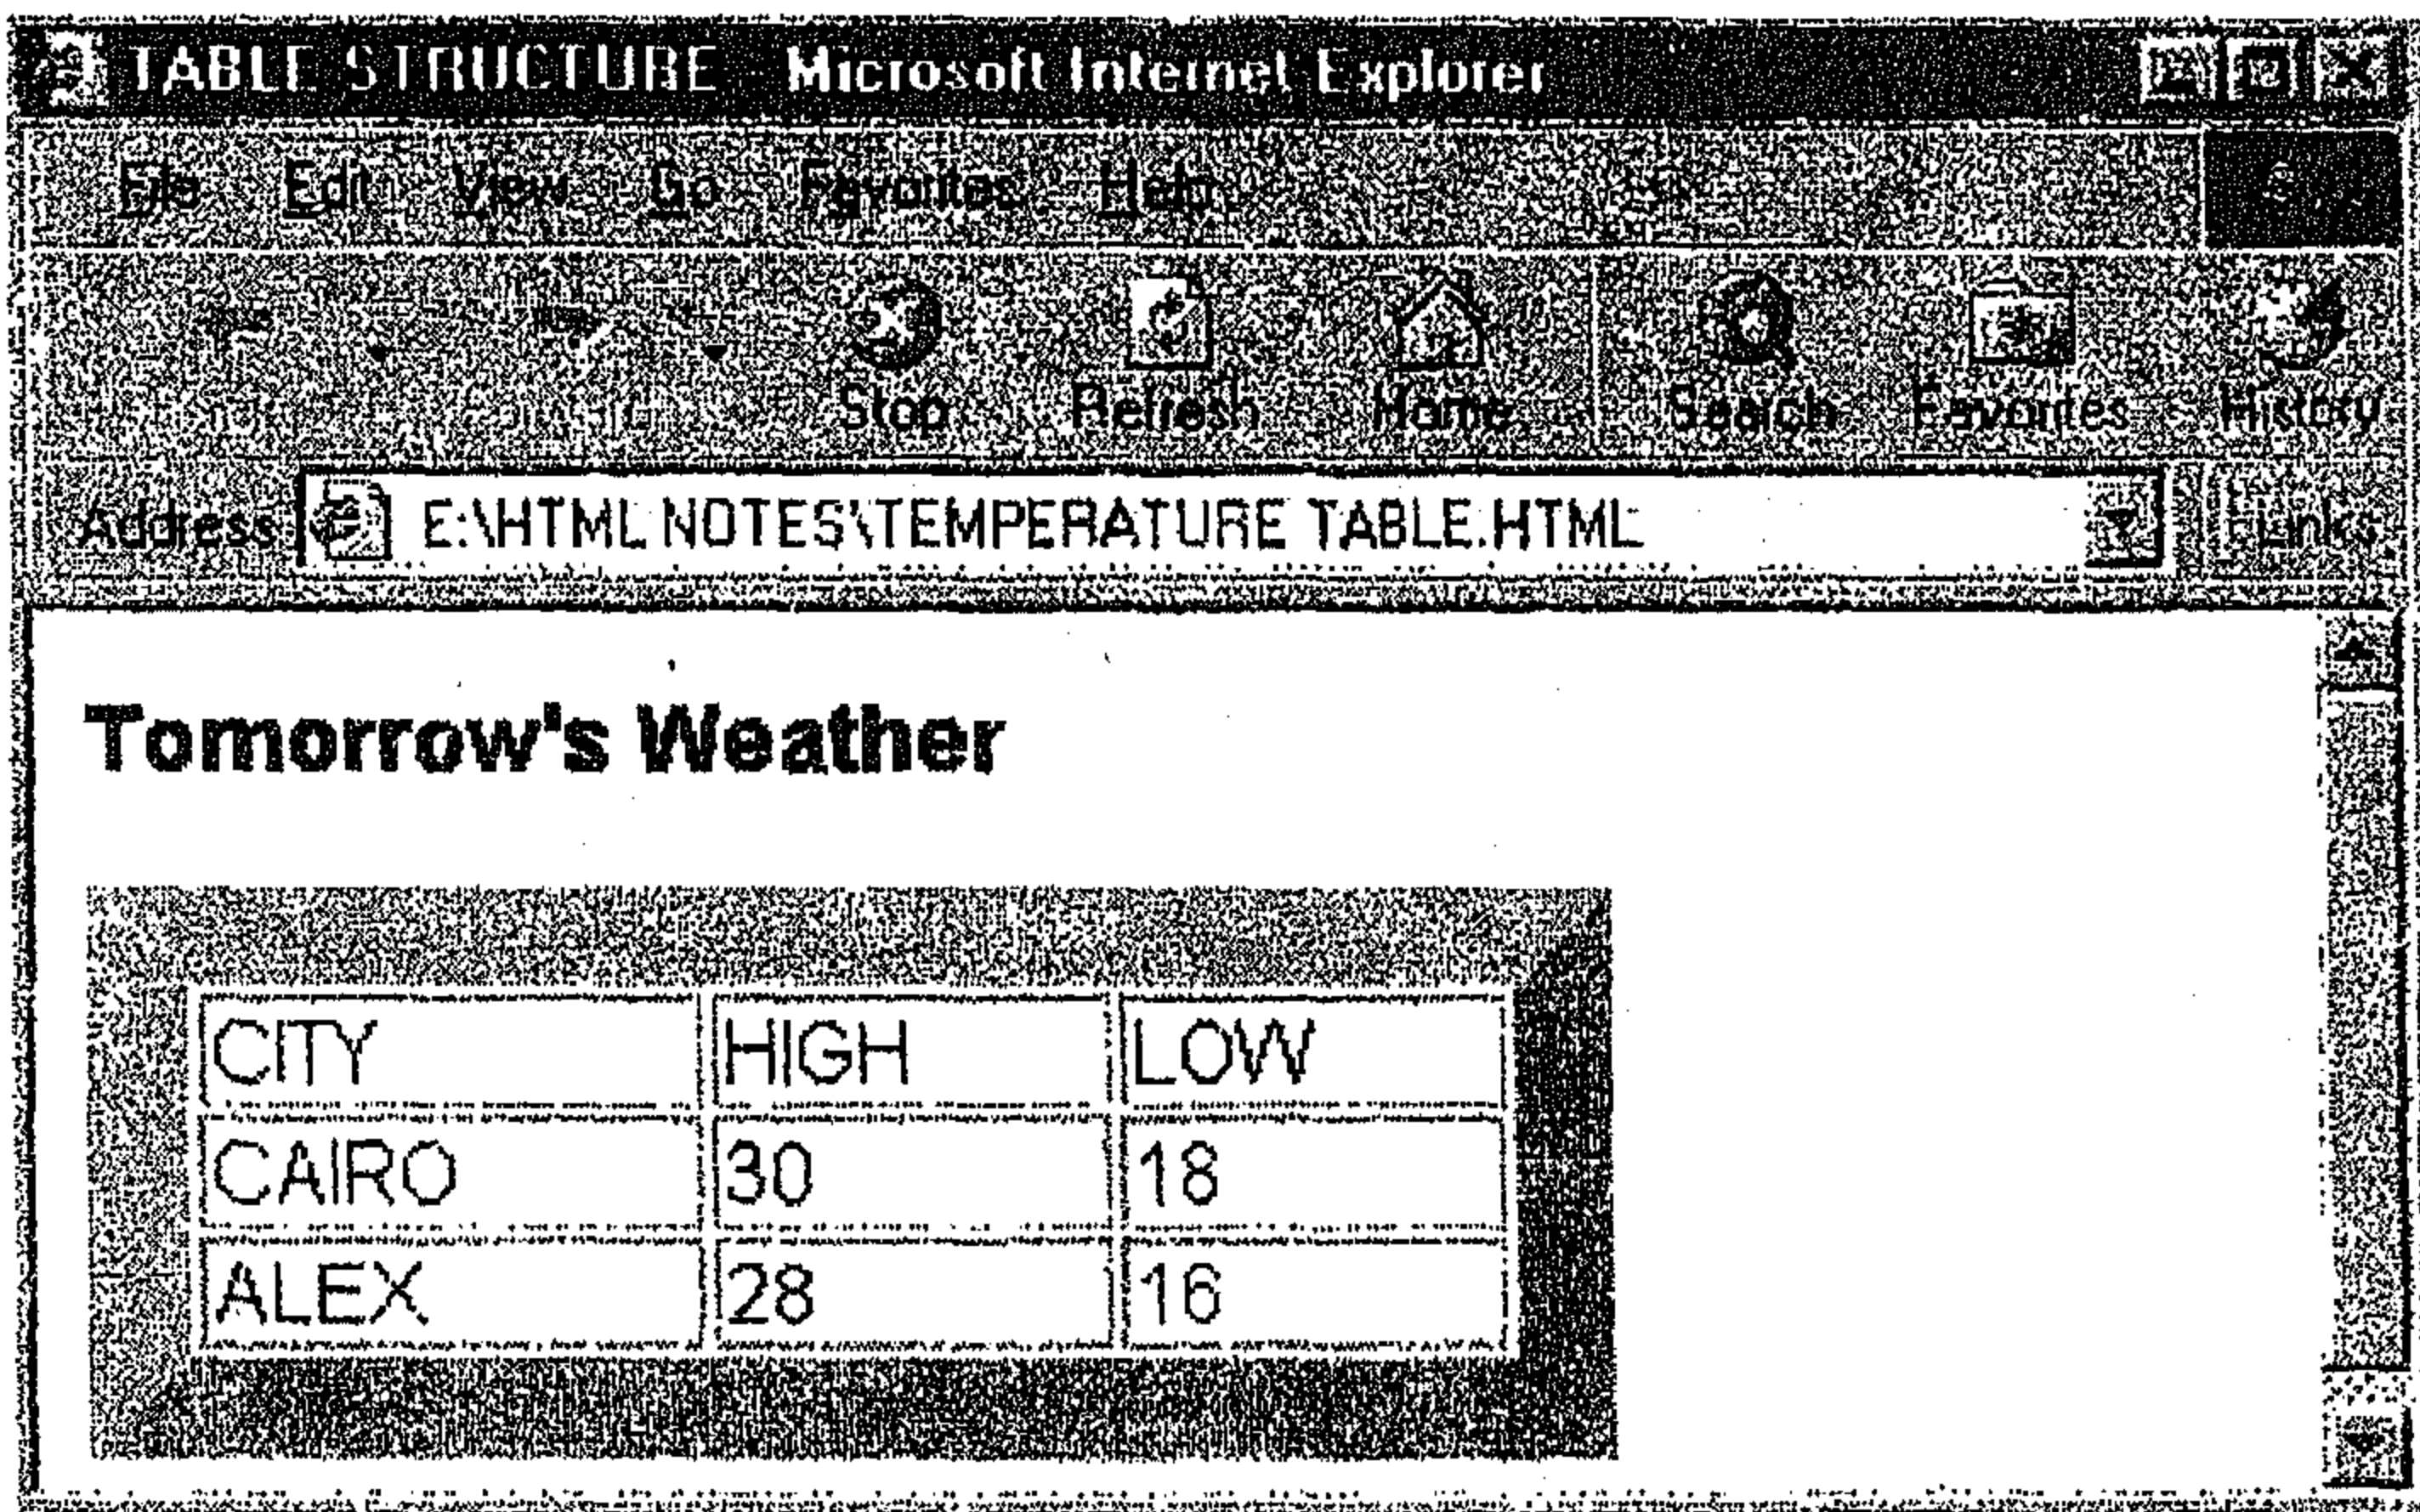 TABLE STRUCTURE Microsoft Internet Explorer
File Edit View Go Favorites Help
Stop Refresh Home Search Favorites History
Address E:\HTML NOTES\TEMPERATURE TABLE.HTML Links
Tomorrow's Weather
CITY HIGH LOW
CAIRO 30 18
ALEX 28 16